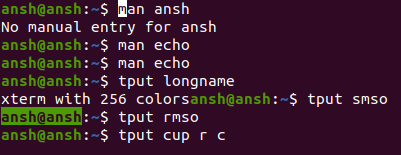 ansh@ansh:~$ man ansh
No manual entry for ansh
ansh@ansh:~$ man echo
ansh@ansh:~$ man echo
ansh@ansh:~$ tput longname
xterm with 256 colorsansh@ansh:~$ tput smso
ansh@ansh:~$ tput rmso
ansh@ansh:~$ tput cup r c